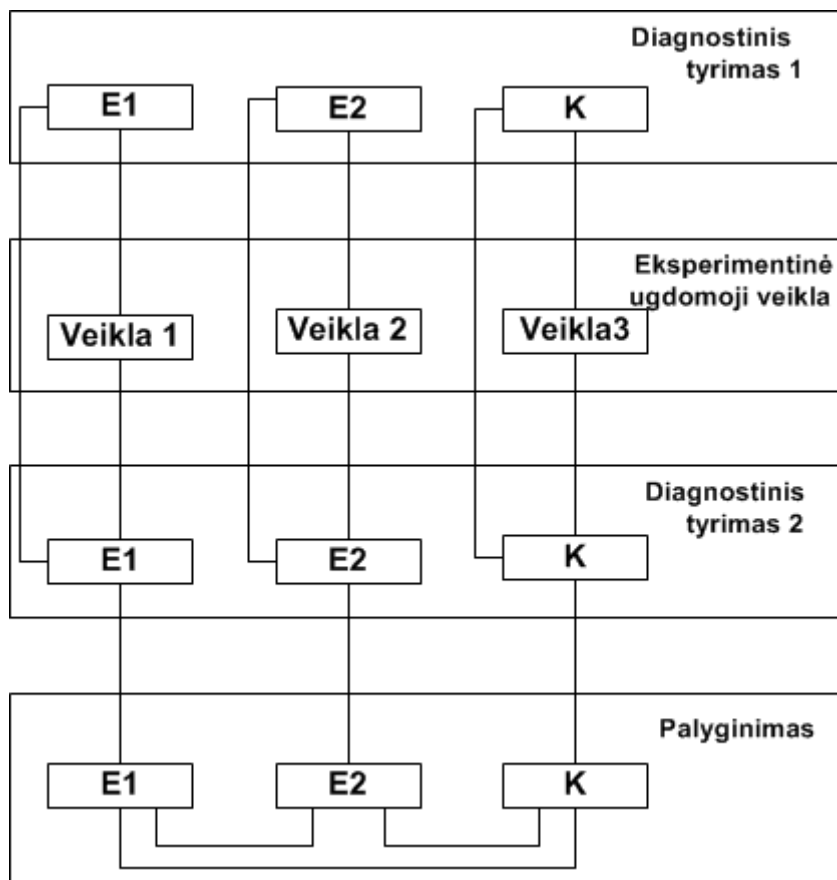 Diagnostinis
tyrimas 1
E1
E2
K
Eksperimentinė
ugdomoji veikla
Veikla 1
Veikla 2
Veikla3
Diagnostinis
tyrimas 2
E1
E2
K
Palyginimas
E1
E2
K